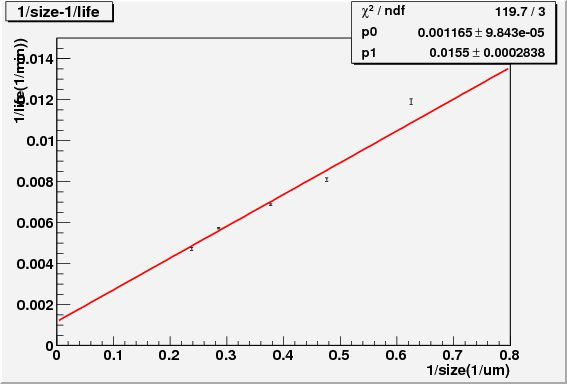 1/size-1/life
χ² / ndf 119.7 / 3
p0 0.001165 ± 9.843e-05
p1 0.0155 ± 0.0002838
1/life(1/min))
0.014
0.012
0.01
0.008
0.006
0.004
0.002
0
0 0.1 0.2 0.3 0.4 0.5 0.6 0.7 0.8
1/size(1/um)